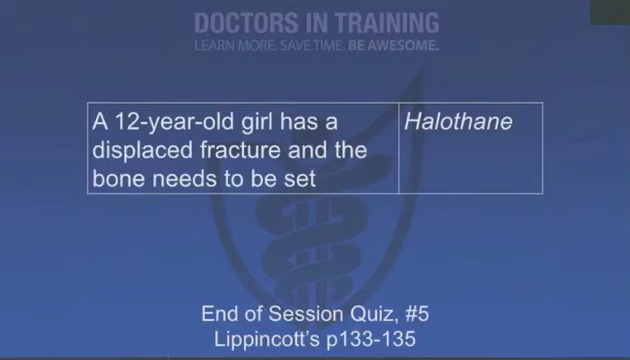 DOCTORS IN TRAINING
LEARN MORE. SAVE TIME. BE AWESOME.
A 12-year-old girl has a
displaced fracture and the
bone needs to be set
Halothane
End of Session Quiz, #5
Lippincott's p133-135